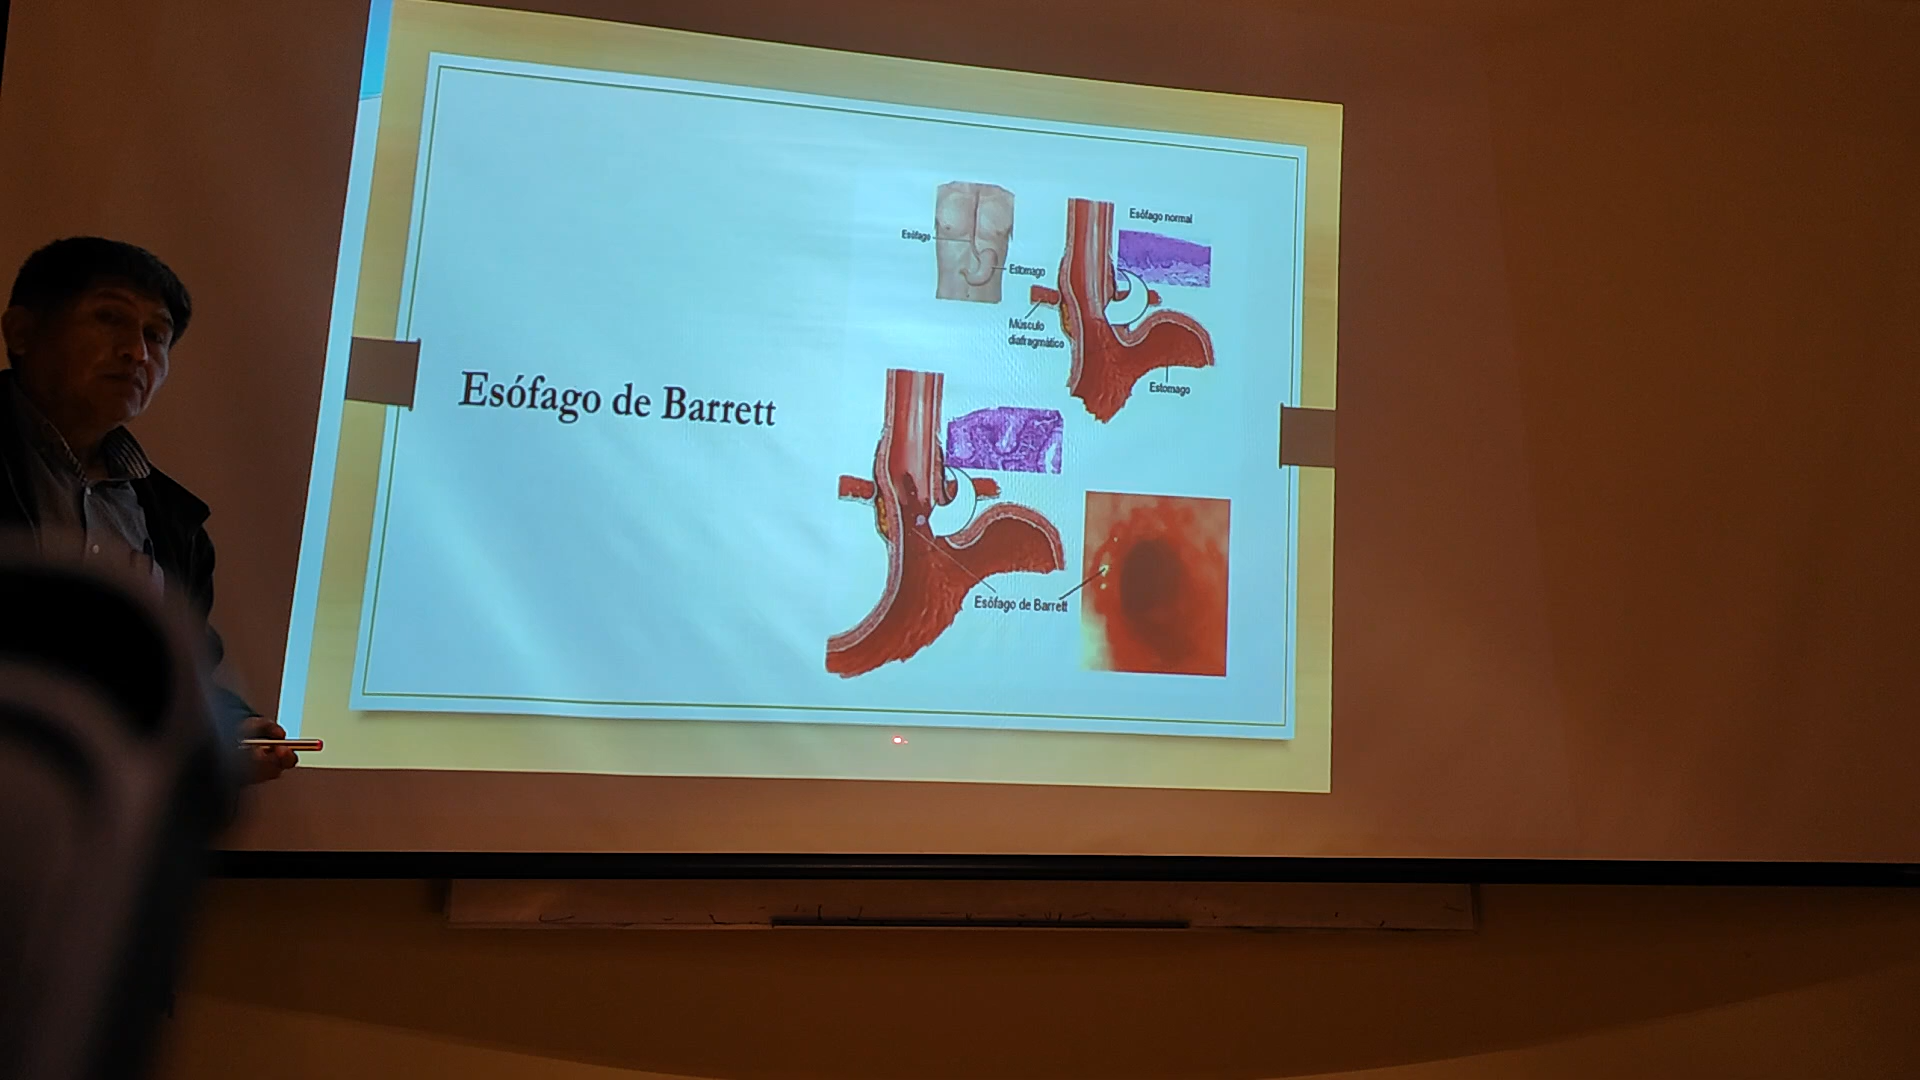 Esófago de Barrett
Esófago normal
Esófago
Estomago
Músculo
diafragmático
Estomago
Esófago de Barrett